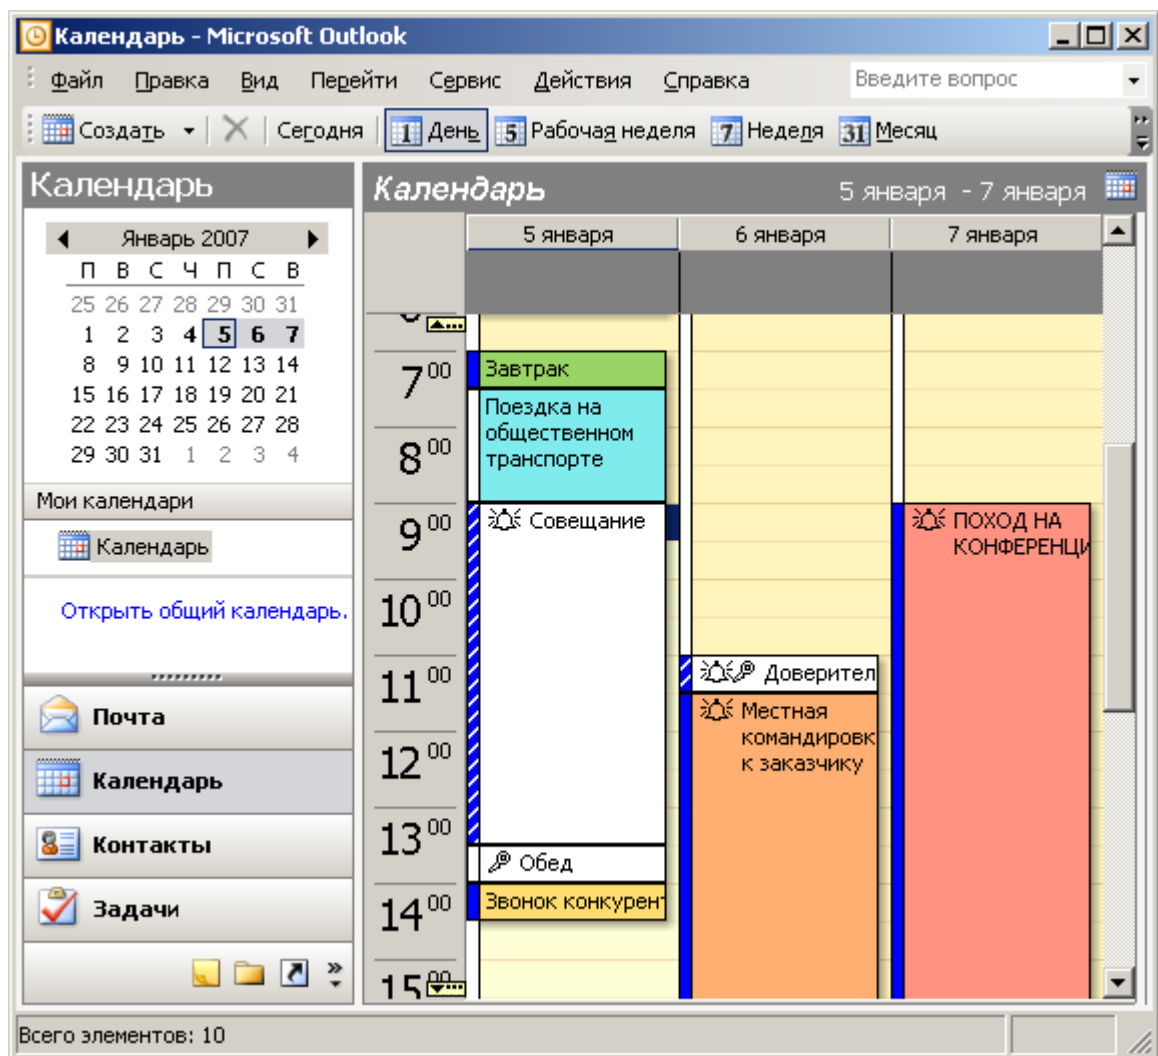 Календарь - Microsoft Outlook
Файл Правка Вид Перейти Сервис Действия Справка Введите вопрос
Создать Сегодня 1 День 5 Рабочая неделя 7 Неделя 31 Месяц
Календарь
Январь 2007
П В С Ч П С В
25 26 27 28 29 30 31
1 2 3 4 5 6 7
8 9 10 11 12 13 14
15 16 17 18 19 20 21
22 23 24 25 26 27 28
29 30 31 1 2 3 4
Мои календари
Календарь
Открыть общий календарь.
Почта
Календарь
Контакты
Задачи
Календарь 5 января - 7 января
5 января 6 января 7 января
7 00
8 00
9 00
10 00
11 00
12 00
13 00
14 00
15 00
Завтрак
Поездка на
общественном
транспорте
Совещание
Обед
Звонок конкурент
Доверител
Местная
командировк
к заказчику
ПОХОД НА
КОНФЕРЕНЦИ
Всего элементов: 10